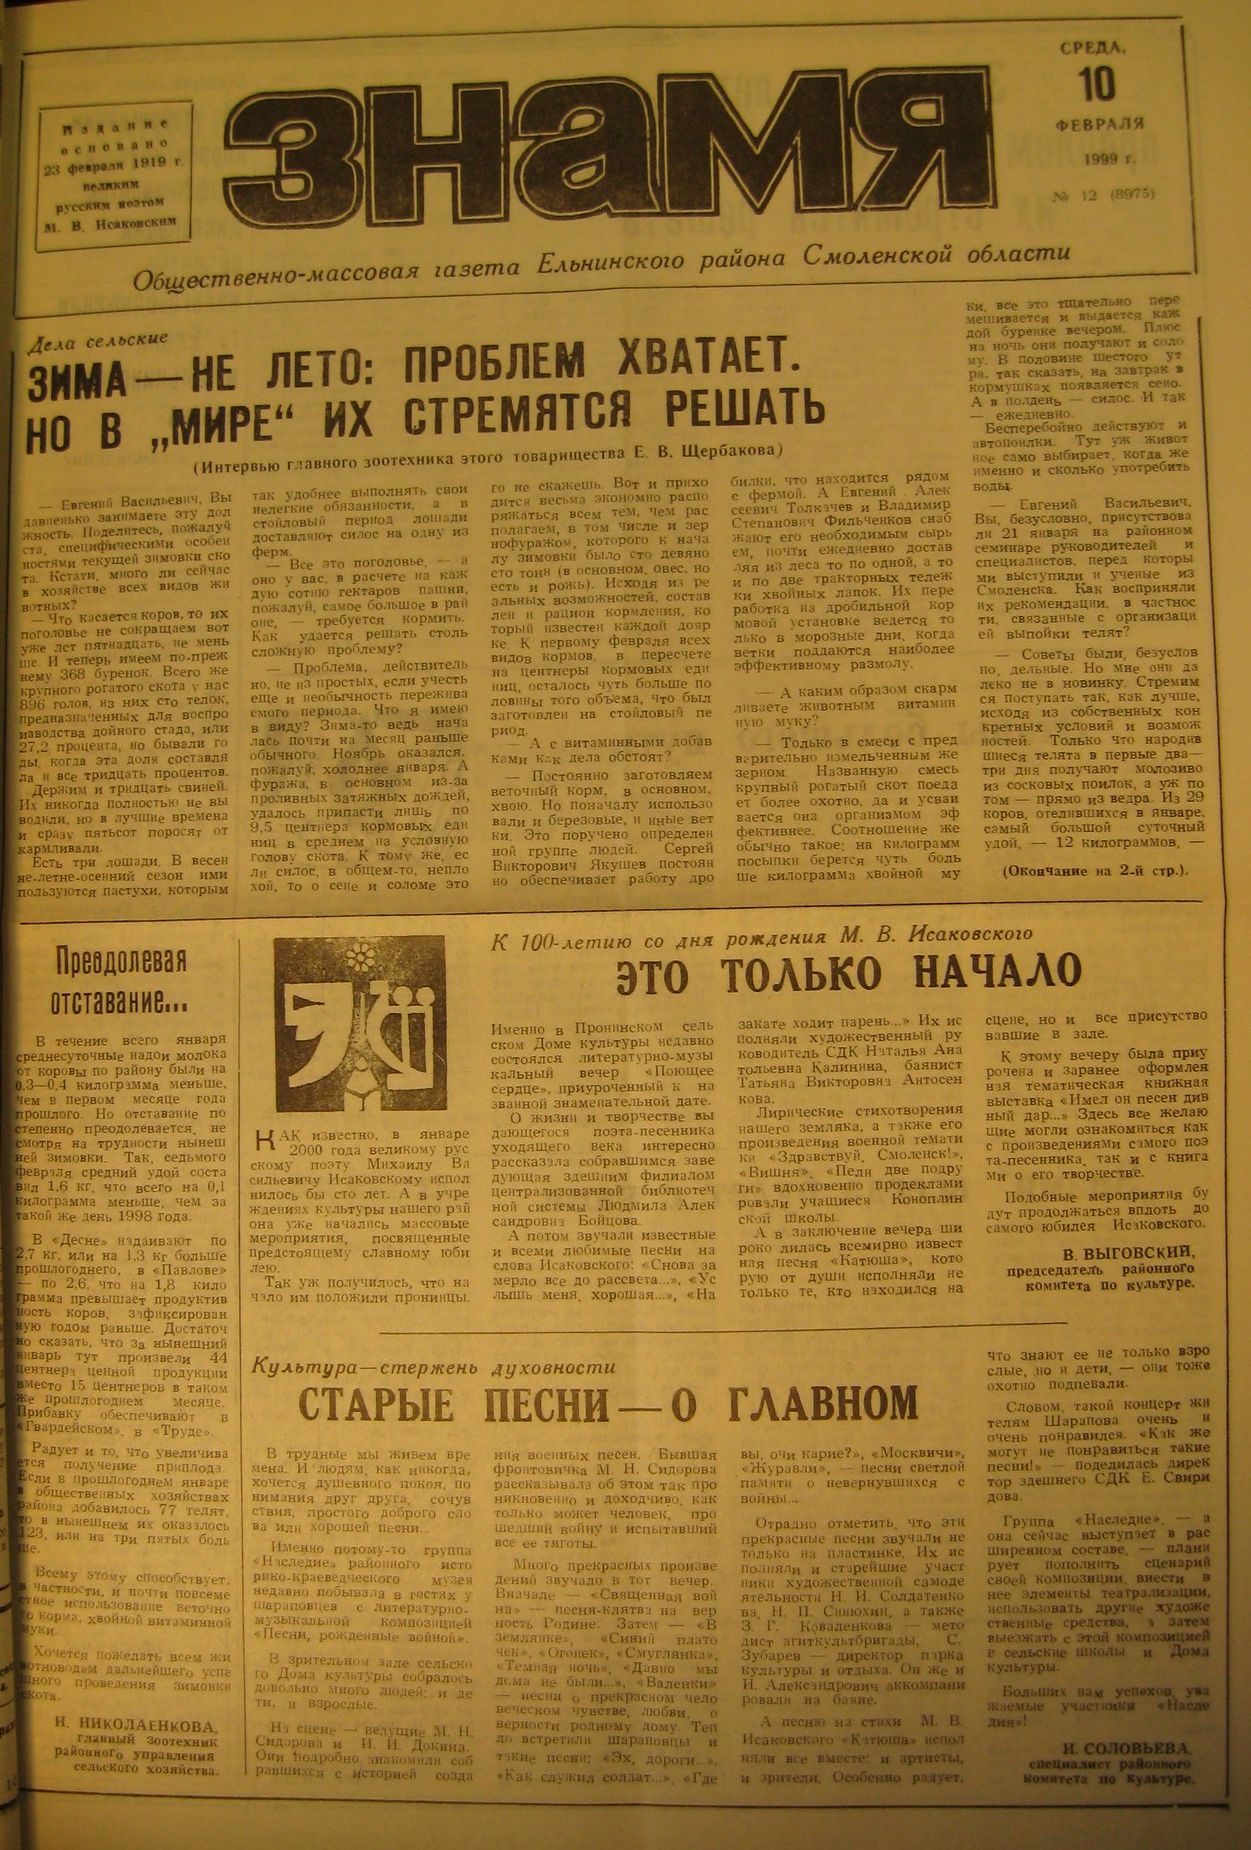 Издание
основано
23 февраля 1919 г.
великим
русским поэтом
М. В. Исаковским
ЗНАМЯ
СРЕДА,
10
ФЕВРАЛЯ
1999 г.
№ 12 (8975)
Общественно-массовая газета Ельнинского района Смоленской области
Дела сельские
ЗИМА — НЕ ЛЕТО: ПРОБЛЕМ ХВАТАЕТ.
НО В „МИРЕ“ ИХ СТРЕМЯТСЯ РЕШАТЬ
(Интервью главного зоотехника этого товарищества Е. В. Щербакова)
— Евгений Васильевич, Вы
давненько занимаете эту дол
жность. Поделитесь, пожалуй
ста, специфическими особен
ностями текущей зимовки ско
та. Кстати, много ли сейчас
в хозяйстве всех видов жи
вотных?
— Что касается коров, то их
поголовье не сокращаем вот
уже лет пятнадцать, не мень
ше. И теперь имеем по-преж
нему 368 буренок. Всего же
крупного рогатого скота у нас
896 голов, из них сто телок,
предназначенных для воспро
изводства дойного стада, или
27,2 процента, но бывали го
ды, когда эта доля составля
ла и все тридцать процентов.
Держим и тридцать свиней.
Их никогда полностью не вы
водили, но в лучшие времена
и сразу пятьсот поросят от
кармливали.
Есть три лошади. В весен
не-летне-осенний сезон ими
пользуются пастухи, которым
так удобнее выполнять свои
нелегкие обязанности, а в
стойловый период лошади
доставляют силос на одну из
ферм.
— Все это поголовье, — а
оно у вас, в расчете на каж
дую сотню гектаров пашни,
пожалуй, самое большое в рай
оне, — требуется кормить.
Как удается решать столь
сложную проблему?
— Проблема, действитель
но, не из простых, если учесть
еще и необычность пережива
емого периода. Что я имею
в виду? Зима-то ведь нача
лась почти на месяц раньше
обычного Ноябрь оказался,
пожалуй, холоднее января. А
фуража, в основном из-за
проливных затяжных дождей,
удалось припасти лишь по
9,5 центнера кормовых еди
ниц в среднем на условную
голову скота. К тому же, ес
ли силос, в общем-то, непло
хой, то о сене и соломе это
го не скажешь. Вот и прихо
дится весьма экономно распо
ряжаться всем тем, чем рас
полагаем, в том числе и зер
нофуражом, которого к нача
лу зимовки было сто девяно
сто тонн (в основном, овес, но
есть и рожь). Исходя из ре
альных возможностей, состав
лен и рацион кормления, ко
торый известен каждой дояр
ке. К первому февраля всех
видов кормов, в пересчете
на центнеры кормовых еди
ниц, осталось чуть больше по
ловины того объема, что был
заготовлен на стойловый пе
риод.
— А с витаминными добав
ками как дела обстоят?
— Постоянно заготовляем
веточный корм, в основном,
хвою. Но поначалу использо
вали и березовые, и иные вет
ки. Это поручено определен
ной группе людей. Сергей
Викторович Якушев постоян
но обеспечивает работу дро
билки, что находится рядом
с фермой. А Евгений Алек
сеевич Толкачев и Владимир
Степанович Фильченков снаб
жают его необходимым сырь
ем, почти ежедневно достав
ляя из леса то по одной, а то
и по две тракторных тележ
ки хвойных лапок. Их пере
работка на дробильной кор
мовой установке ведется то
лько в морозные дни, когда
ветки поддаются наиболее
эффективному размолу.
— А каким образом скарм
ливаете животным витамин
ную муку?
— Только в смеси с пред
варительно измельченным же
зерном. Названную смесь
крупный рогатый скот поеда
ет более охотно, да и усваи
вается она организмом эф
фективнее. Соотношение же
обычно такое: на килограмм
посыпки берется чуть боль
ше килограмма хвойной му
ки, все это тщательно пере
мешивается и выдается каж
дой буренке вечером. Плюс
на ночь они получают и соло
му. В половине шестого ут
ра, так сказать, на завтрак в
кормушках появляется сено.
А в полдень — силос. И так
— ежедневно.
Бесперебойно действуют и
автопоилки. Тут уж живот
ное само выбирает, когда же
именно и сколько употребить
воды.
— Евгений Васильевич,
Вы, безусловно, присутствова
ли 21 января на районном
семинаре руководителей и
специалистов, перед которы
ми выступили и ученые из
Смоленска. Как восприняли
их рекомендации, в частнос
ти, связанные с организаци
ей выпойки телят?
— Советы были, безуслов
но, дельные. Но мне они да
леко не в новинку. Стремим
ся поступать так, как лучше,
исходя из собственных кон
кретных условий и возмож
ностей. Только что народив
шиеся телята в первые два—
три дня получают молозиво
из сосковых поилок, а уж по
том — прямо из ведра. Из 29
коров, отелившихся в январе,
самый большой суточный
удой, — 12 килограммов, —
(Окончание на 2-й стр.).
Преодолевая
отставание...
В течение всего января
среднесуточные надои молока
от коровы по району были на
0,3—0,4 килограмма меньше,
чем в первом месяце года
прошлого. Но отставание по
степенно преодолевается, не
смотря на трудности нынеш
ней зимовки. Так, седьмого
февраля средний удой соста
вил 1,6 кг, что всего на 0,1
килограмма меньше, чем за
такой же день 1998 года.
В «Десне» надаивают по
2,7 кг, или на 1,3 кг больше
прошлогоднего, в «Павлове»
— по 2,6, что на 1,8 кило
грамма превышает продуктив
ность коров, зафиксирован
ную годом раньше. Достаточ
но сказать, что за нынешний
январь тут произвели 44
центнера ценной продукции
вместо 15 центнеров в таком
же прошлогоднем месяце.
Прибавку обеспечивают в
«Гвардейском», в «Труде».
Радует и то, что увеличива
ется получение приплода.
Если в прошлогоднем январе
в общественных хозяйствах
района добавилось 77 телят,
то в нынешнем их оказалось
123, или на три пятых боль
ше.
Всему этому способствует,
в частности, и почти повсеме
стное использование веточно
го корма, хвойной витаминной
муки.
Хочется пожелать всем жи
вотноводам дальнейшего успе
шного проведения зимовки
скота.
Н. НИКОЛАЕНКОВА,
главный зоотехник
районного управления
сельского хозяйства.
К 100-летию со дня рождения М. В. Исаковского
ЭТО ТОЛЬКО НАЧАЛО
КАК известно, в январе
2000 года великому рус
скому поэту Михаилу Ва
сильевичу Исаковскому испол
нилось бы сто лет. А в учре
ждениях культуры нашего рай
она уже начались массовые
мероприятия, посвященные
предстоящему славному юби
лею.
Так уж получилось, что на
чало им положили пронинцы.
Именно в Пронинском сель
ском Доме культуры недавно
состоялся литературно-музы
кальный вечер «Поющее
сердце», приуроченный к на
званной знаменательной дате.
О жизни и творчестве вы
дающегося поэта-песенника
уходящего века интересно
рассказала собравшимся заве
дующая здешним филиалом
централизованной библиотеч
ной системы Людмила Алек
сандровна Бойцова.
А потом звучали известные
и всеми любимые песни на
слова Исаковского: «Снова за
мерло все до рассвета...», «Ус
лышь меня, хорошая...», «На
закате ходит парень...» Их ис
полняли художественный ру
ководитель СДК Наталья Ана
тольевна Калинина, баянист
Татьяна Викторовна Антосен
кова.
Лирические стихотворения
нашего земляка, а также его
произведения военной темати
ки «Здравствуй, Смоленск!»,
«Вишня», «Пели две подру
ги» вдохновенно продеклами
ровали учащиеся Коноплин
ской школы.
А в заключение вечера ши
роко лилась всемирно извест
ная песня «Катюша», кото
рую от души исполняли не
только те, кто находился на
сцене, но и все присутство
вавшие в зале.
К этому вечеру была приу
рочена и заранее оформлен
ная тематическая книжная
выставка «Имел он песен див
ный дар...» Здесь все желаю
щие могли ознакомиться как
с произведениями самого поэ
та-песенника, так и с книга
ми о его творчестве.
Подобные мероприятия бу
дут продолжаться вплоть до
самого юбилея Исаковского.
В. ВЫГОВСКИЙ,
председатель районного
комитета по культуре.
Культура—стержень духовности
СТАРЫЕ ПЕСНИ — О ГЛАВНОМ
В трудные мы живем вре
мена. И людям, как никогда,
хочется душевного покоя, по
нимания друг друга, сочув
ствия, простого доброго сло
ва или хорошей песни...
Именно потому-то группа
«Наследие» районного исто
рико-краеведческого музея
недавно побывала в гостях у
шараповцев с литературно-
музыкальной композицией
«Песни, рожденные войной».
В зрительном зале сельско
го Дома культуры собралось
довольно много людей: и де
ти, и взрослые.
На сцене — ведущие М. Н.
Сидорова и И. И. Докина.
Они подробно знакомили соб
равшихся с историей созда
ния военных песен. Бывшая
фронтовичка М. Н. Сидорова
рассказывала об этом так про
никновенно и доходчиво, как
только может человек, про
шедший войну и испытавший
все ее тяготы.
Много прекрасных произве
дений звучало в тот вечер.
Вначале — «Священная вой
на» — песня-клятва на вер
ность Родине. Затем — «В
землянке», «Синий плато
чек», «Огонек», «Смуглянка»,
«Темная ночь», «Давно мы
дома не были...», «Валенки»
— песни о прекрасном чело
веческом чувстве, любви, о
верности родному дому. Теп
ло встретили шараповцы и
такие песни: «Эх, дороги...»,
«Как служил солдат...», «Где
вы, очи карие?», «Москвичи»,
«Журавли», — песни светлой
памяти о невернувшихся с
войны...
Отрадно отметить, что эти
прекрасные песни звучали не
только на пластинке. Их ис
полняли и старейшие участ
ники художественной самоде
ятельности Н. И. Солдатенко
ва, Н. П. Синюхин, а также
З. Г. Коваленкова — мето
дист агиткультбригады, С.
Зубарев — директор парка
культуры и отдыха. Он же и
И. Александрович аккомпани
ровали на баяне.
А песню на стихи М. В.
Исаковского «Катюша» испол
няли все вместе: и артисты,
и зрители. Особенно радует,
что знают ее не только взро
слые, но и дети, — они тоже
охотно подпевали.
Словом, такой концерт жи
телям Шарапова очень и
очень понравился. «Как же
могут не понравиться такие
песни!» — поделилась дирек
тор здешнего СДК Е. Свири
дова.
Группа «Наследие», — а
она сейчас выступает в рас
ширенном составе, — плани
рует пополнить сценарий
своей композиции, внести в
нее элементы театрализации,
использовать другие художе
ственные средства, а затем
выезжать с этой композицией
в сельские школы и Дома
культуры.
Больших вам успехов, ува
жаемые участники «Насле
дия»!
И. СОЛОВЬЕВА,
специалист районного
комитета по культуре.